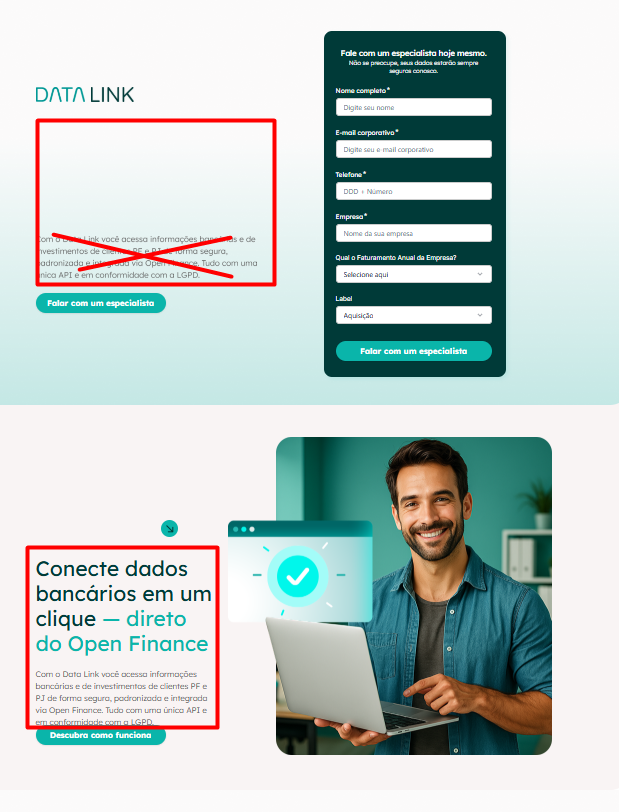 DATA LINK
Com o Data Link você acessa informações bancárias e de
investimentos de clientes PF e PJ de forma segura,
padronizada e integrada via Open Finance. Tudo com uma
única API e em conformidade com a LGPD.
Falar com um especialista
Fale com um especialista hoje mesmo.
Não se preocupe, seus dados estarão sempre
seguros conosco.
Nome completo*
Digite seu nome
E-mail corporativo*
Digite seu e-mail corporativo
Telefone*
DDD + Número
Empresa*
Nome da sua empresa
Qual o Faturamento Anual da Empresa?
Selecione aqui
Label
Aquisição
Falar com um especialista
Conecte dados
bancários em um
clique — direto
do Open Finance
Com o Data Link você acessa informações
bancárias e de investimentos de clientes PF e
PJ de forma segura, padronizada e integrada
via Open Finance. Tudo com uma única API e
em conformidade com a LGPD.
Descubra como funciona